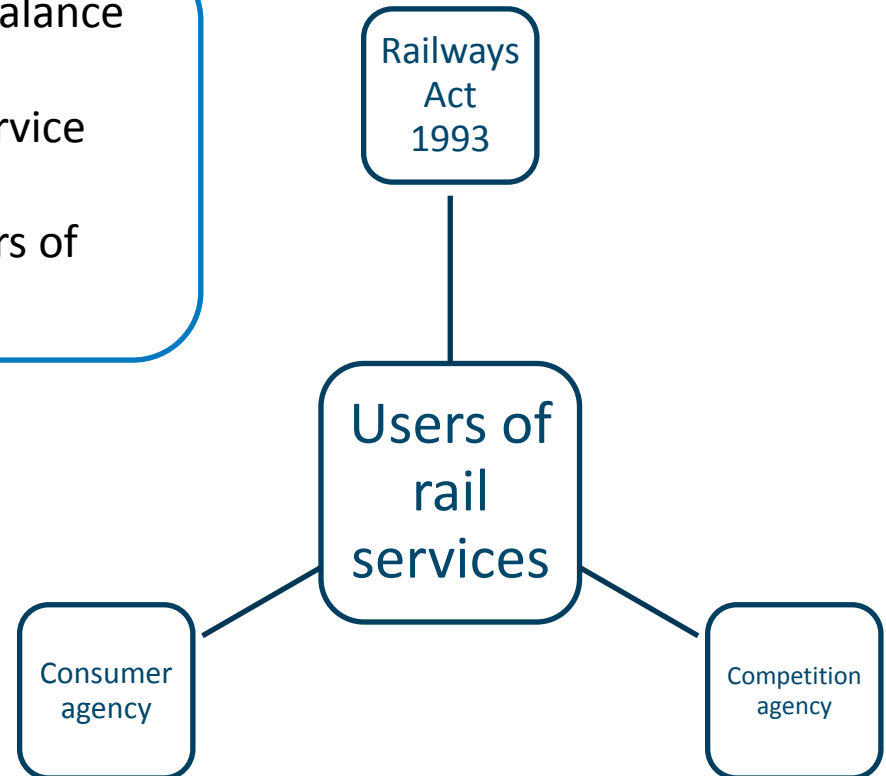 alance
rvice
rs of
Railways
Act
1993
Users of
rail
services
Consumer
agency
Competition
agency